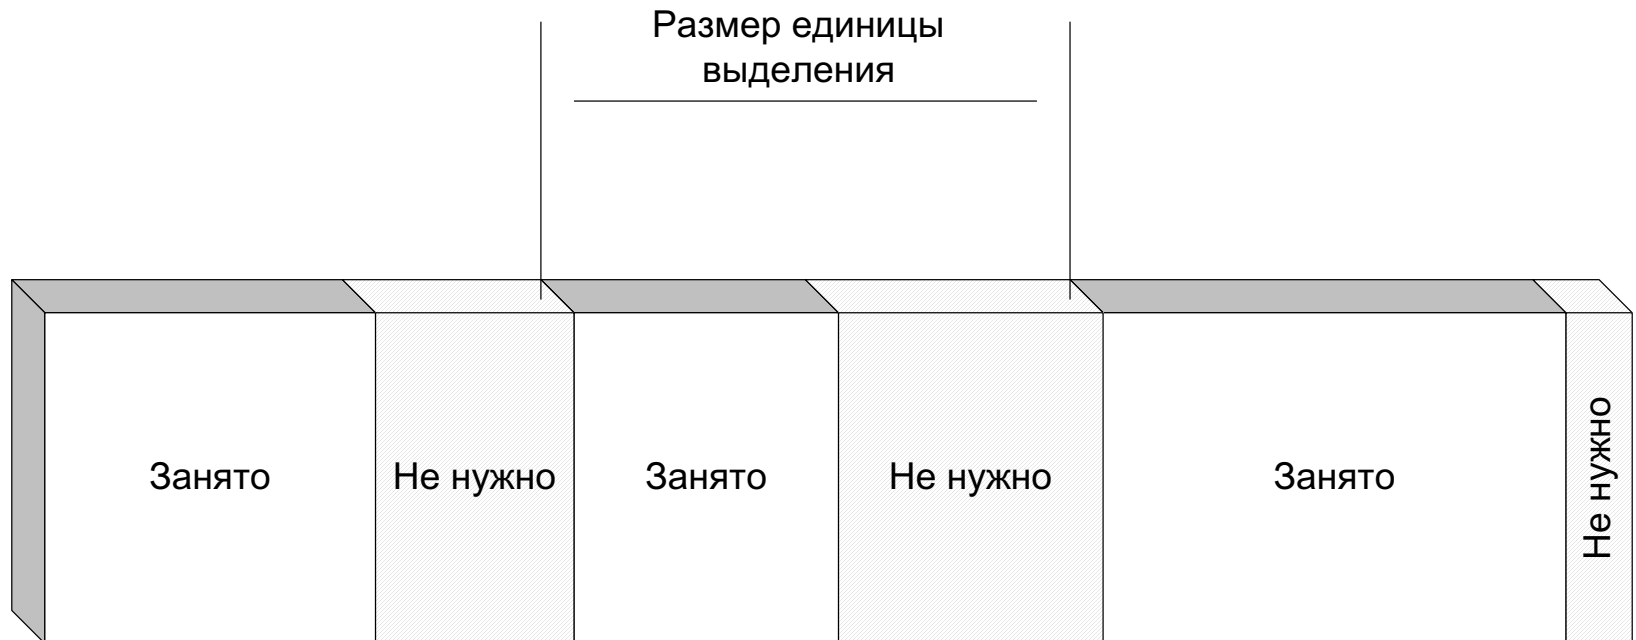 Размер единицы
выделения
Занято
Не нужно
Занято
Не нужно
Занято
Не нужно